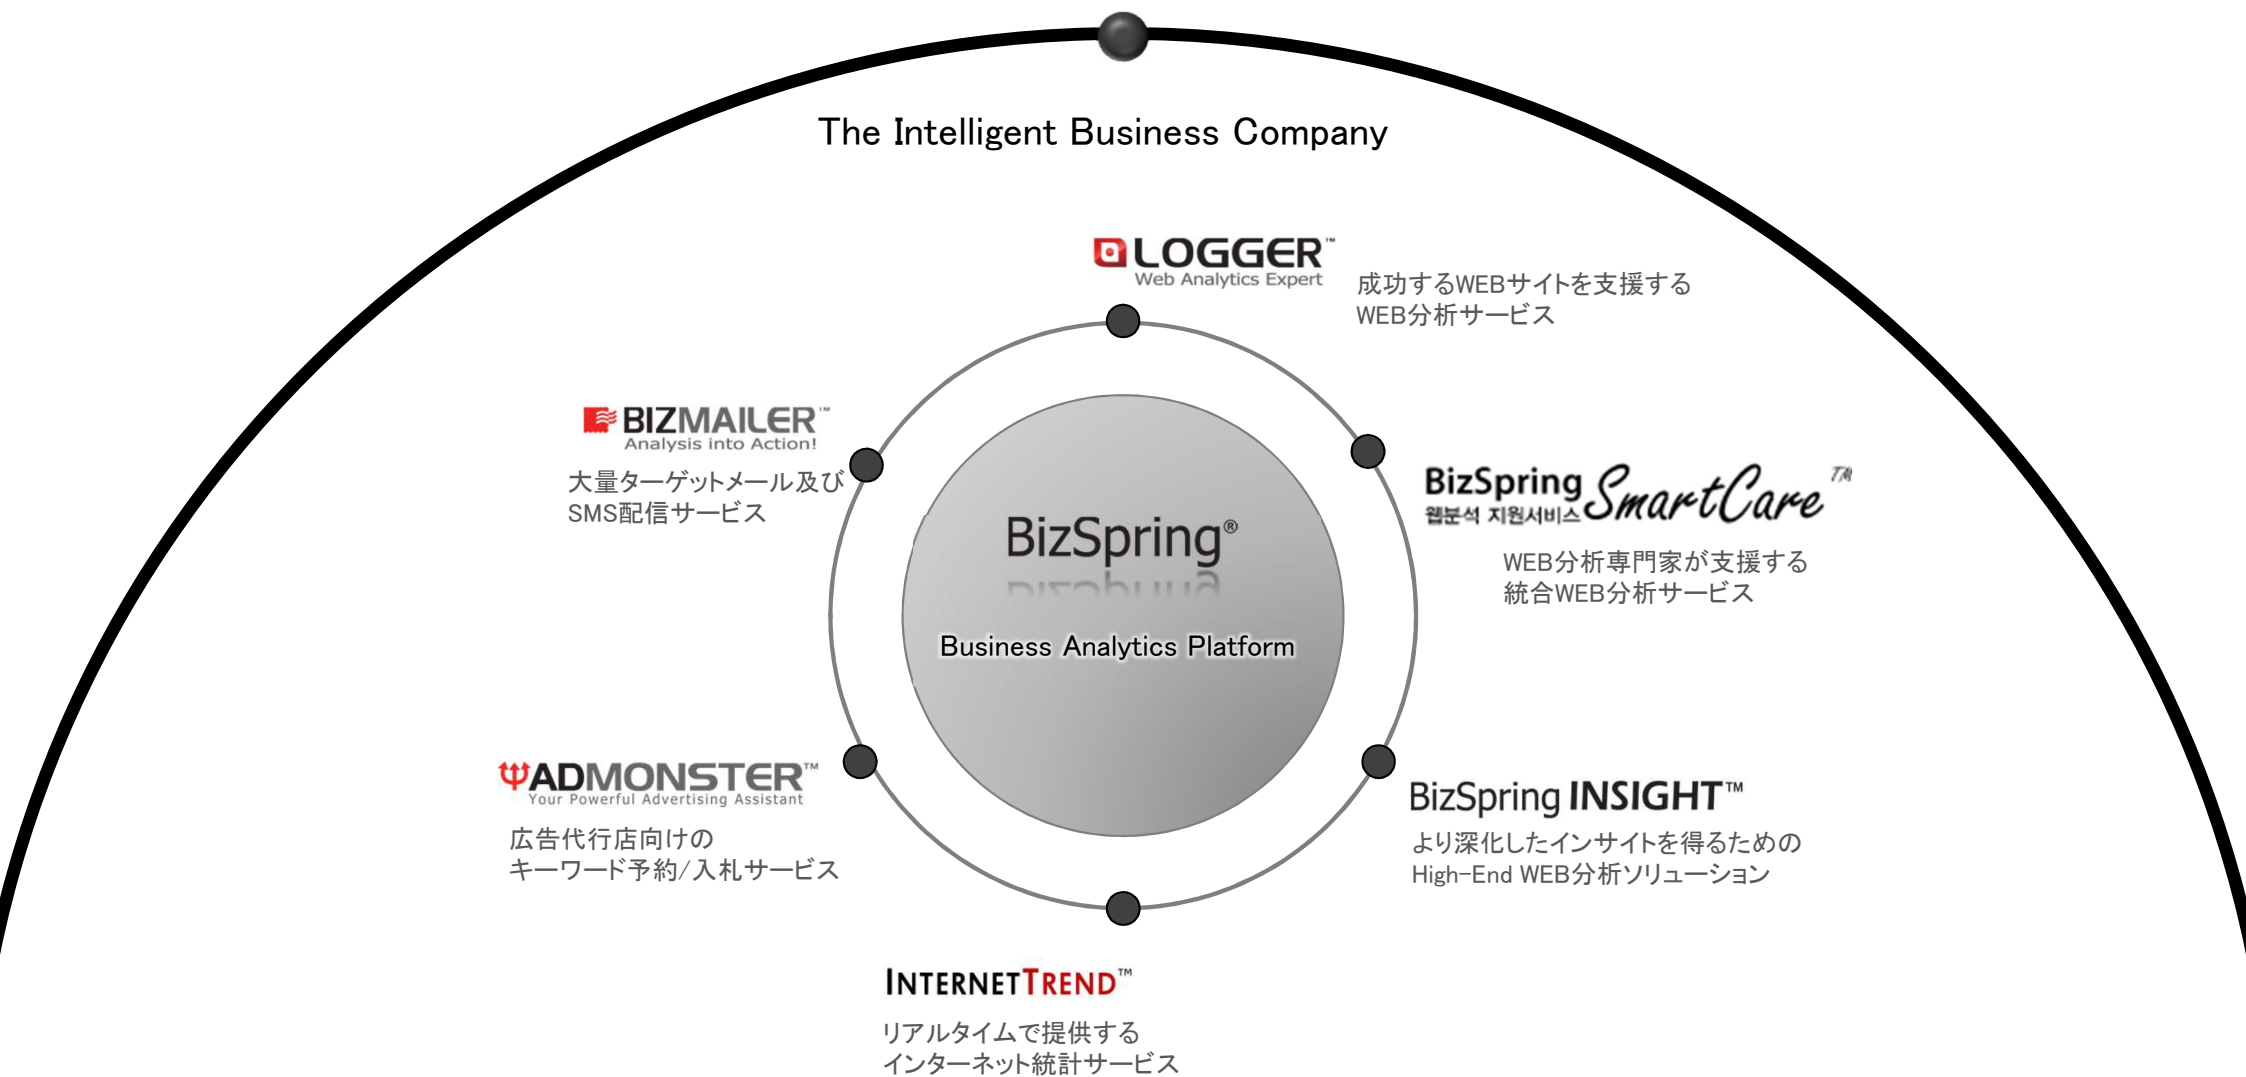 The Intelligent Business Company
LOGGER™
Web Analytics Expert
成功するWEBサイトを支援する
WEB分析サービス
BIZMAILER™
Analysis into Action!
大量ターゲットメール及び
SMS配信サービス
BizSpring SmartCare TM
웹분석 지원서비스
WEB分析専門家が支援する
統合WEB分析サービス
BizSpring®
Business Analytics Platform
ADMONSTER™
Your Powerful Advertising Assistant
広告代行店向けの
キーワード予約/入札サービス
BizSpring INSIGHT™
より深化したインサイトを得るための
High-End WEB分析ソリューション
INTERNETTREND™
リアルタイムで提供する
インターネット統計サービス